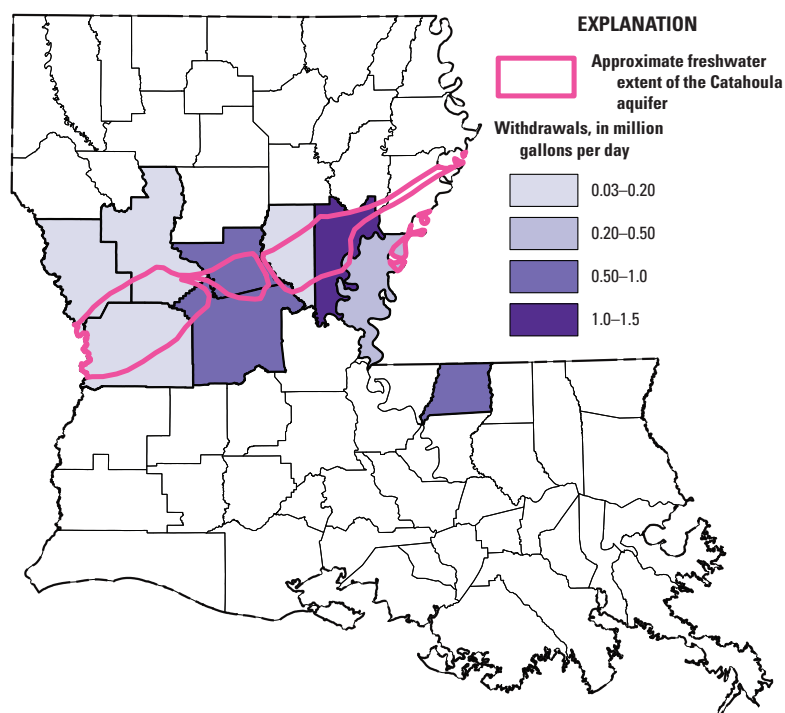 EXPLANATION
Approximate freshwater
extent of the Catahoula
aquifer
Withdrawals, in million
gallons per day
0.03–0.20
0.20–0.50
0.50–1.0
1.0–1.5